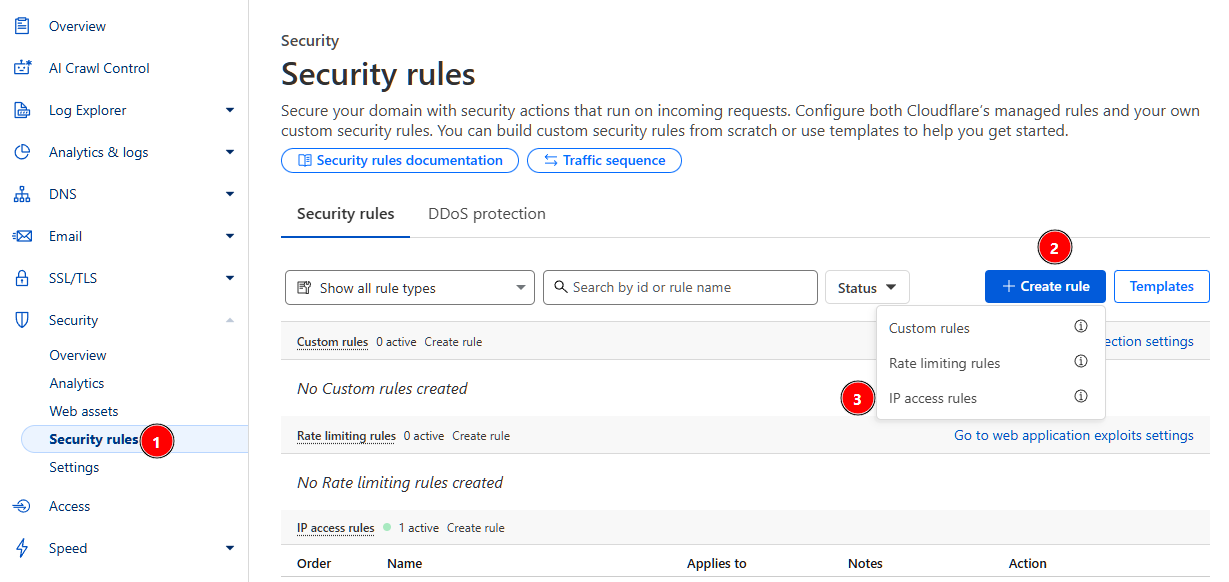 Overview
AI Crawl Control
Log Explorer
Analytics & logs
DNS
Email
SSL/TLS
Security
Overview
Analytics
Web assets
Security rules 1
Settings
Access
Speed
Security
Security rules
Secure your domain with security actions that run on incoming requests. Configure both Cloudflare's managed rules and your own
custom security rules. You can build custom security rules from scratch or use templates to help you get started.
Security rules documentation Traffic sequence
Security rules DDoS protection
2
Show all rule types Search by id or rule name Status + Create rule Templates
Custom rules
Rate limiting rules
3 IP access rules
Custom rules 0 active Create rule ection settings
No Custom rules created
Rate limiting rules 0 active Create rule Go to web application exploits settings
No Rate limiting rules created
IP access rules 1 active Create rule
Order Name Applies to Notes Action